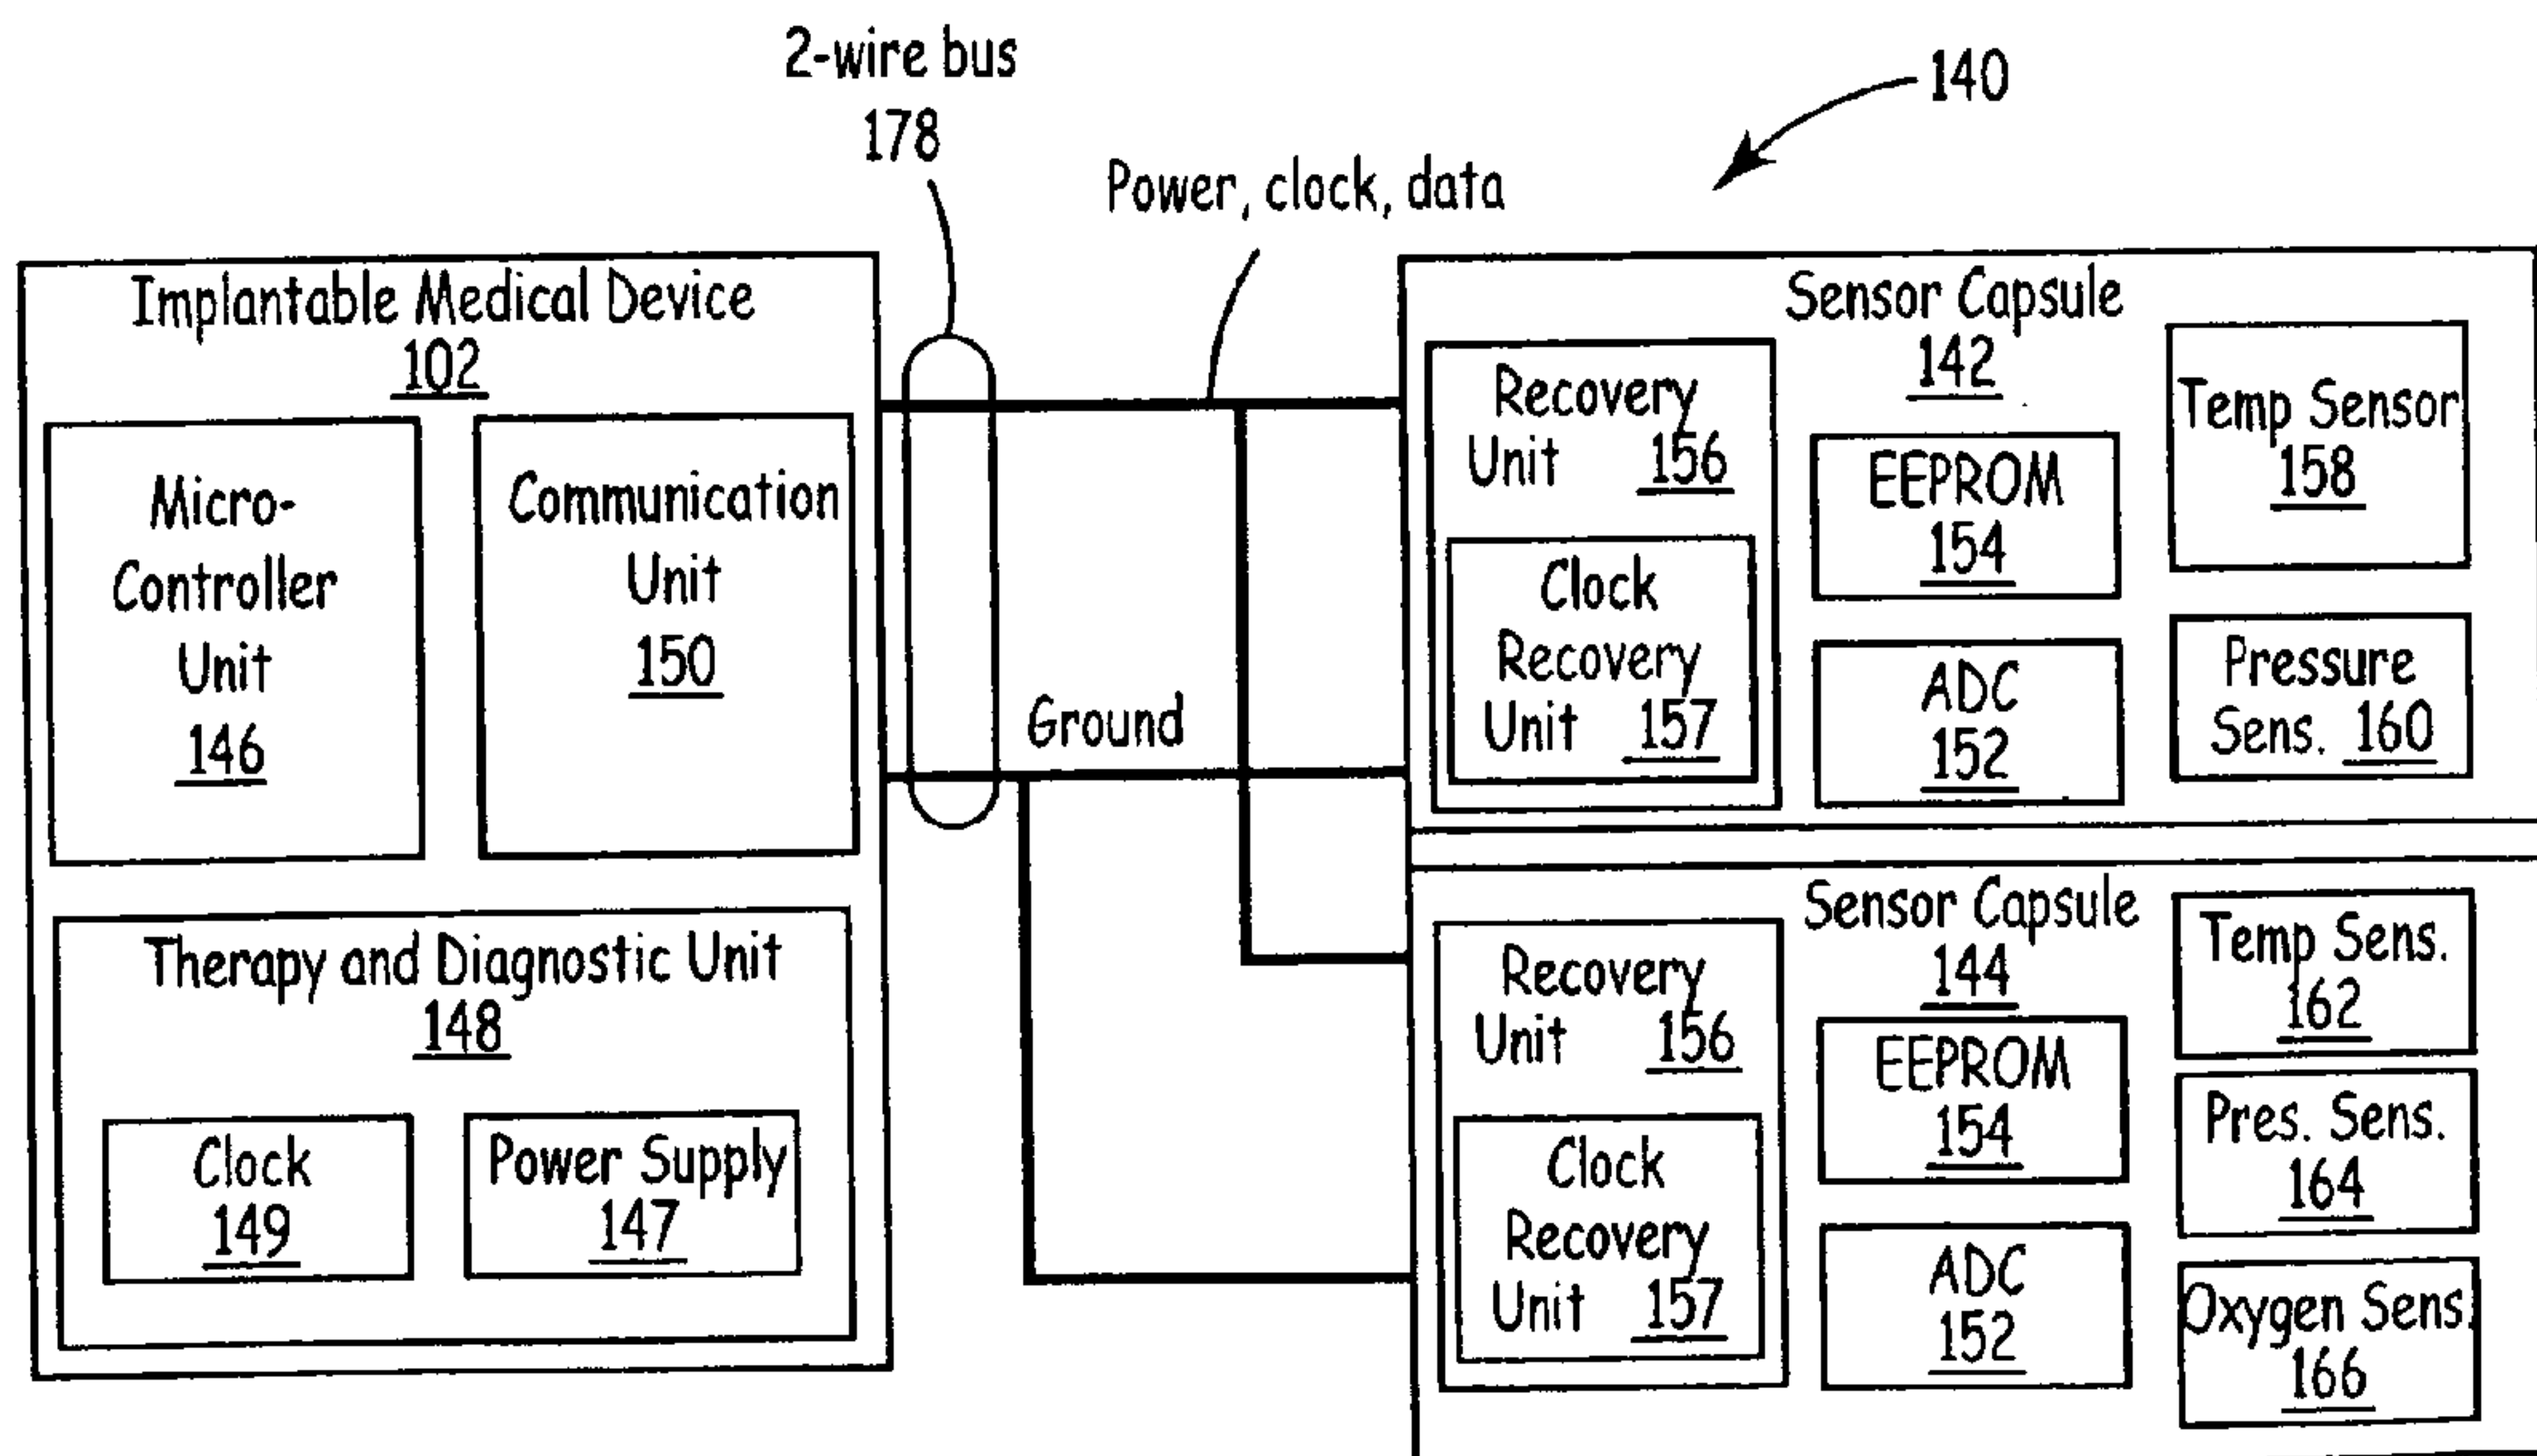 2-wire bus
178
140
Power, clock, data
Implantable Medical Device
102
Micro-
Controller
Unit
146
Communication
Unit
150
Therapy and Diagnostic Unit
148
Clock
149
Power Supply
147
Ground
Sensor Capsule
142
Recovery
Unit 156
Clock
Recovery
Unit 157
EEPROM
154
ADC
152
Temp Sensor
158
Pressure
Sens. 160
Sensor Capsule
144
Recovery
Unit 156
Clock
Recovery
Unit 157
EEPROM
154
ADC
152
Temp Sens.
162
Pres. Sens.
164
Oxygen Sens.
166